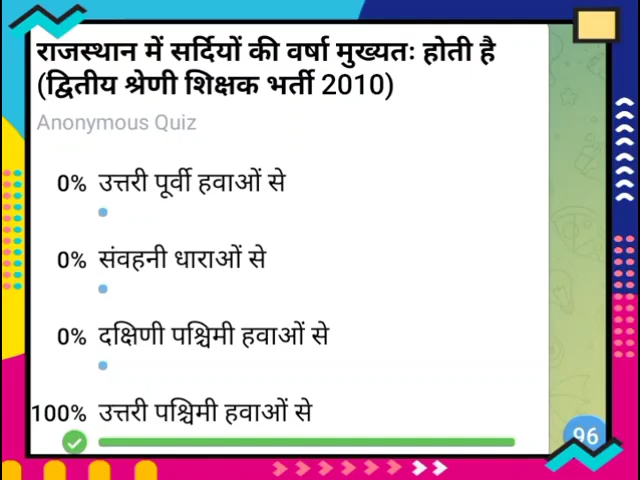 राजस्थान में सर्दियों की वर्षा मुख्यतः होती है
(द्वितीय श्रेणी शिक्षक भर्ती 2010)
Anonymous Quiz
0% उत्तरी पूर्वी हवाओं से
0% संवहनी धाराओं से
0% दक्षिणी पश्चिमी हवाओं से
100% उत्तरी पश्चिमी हवाओं से
96